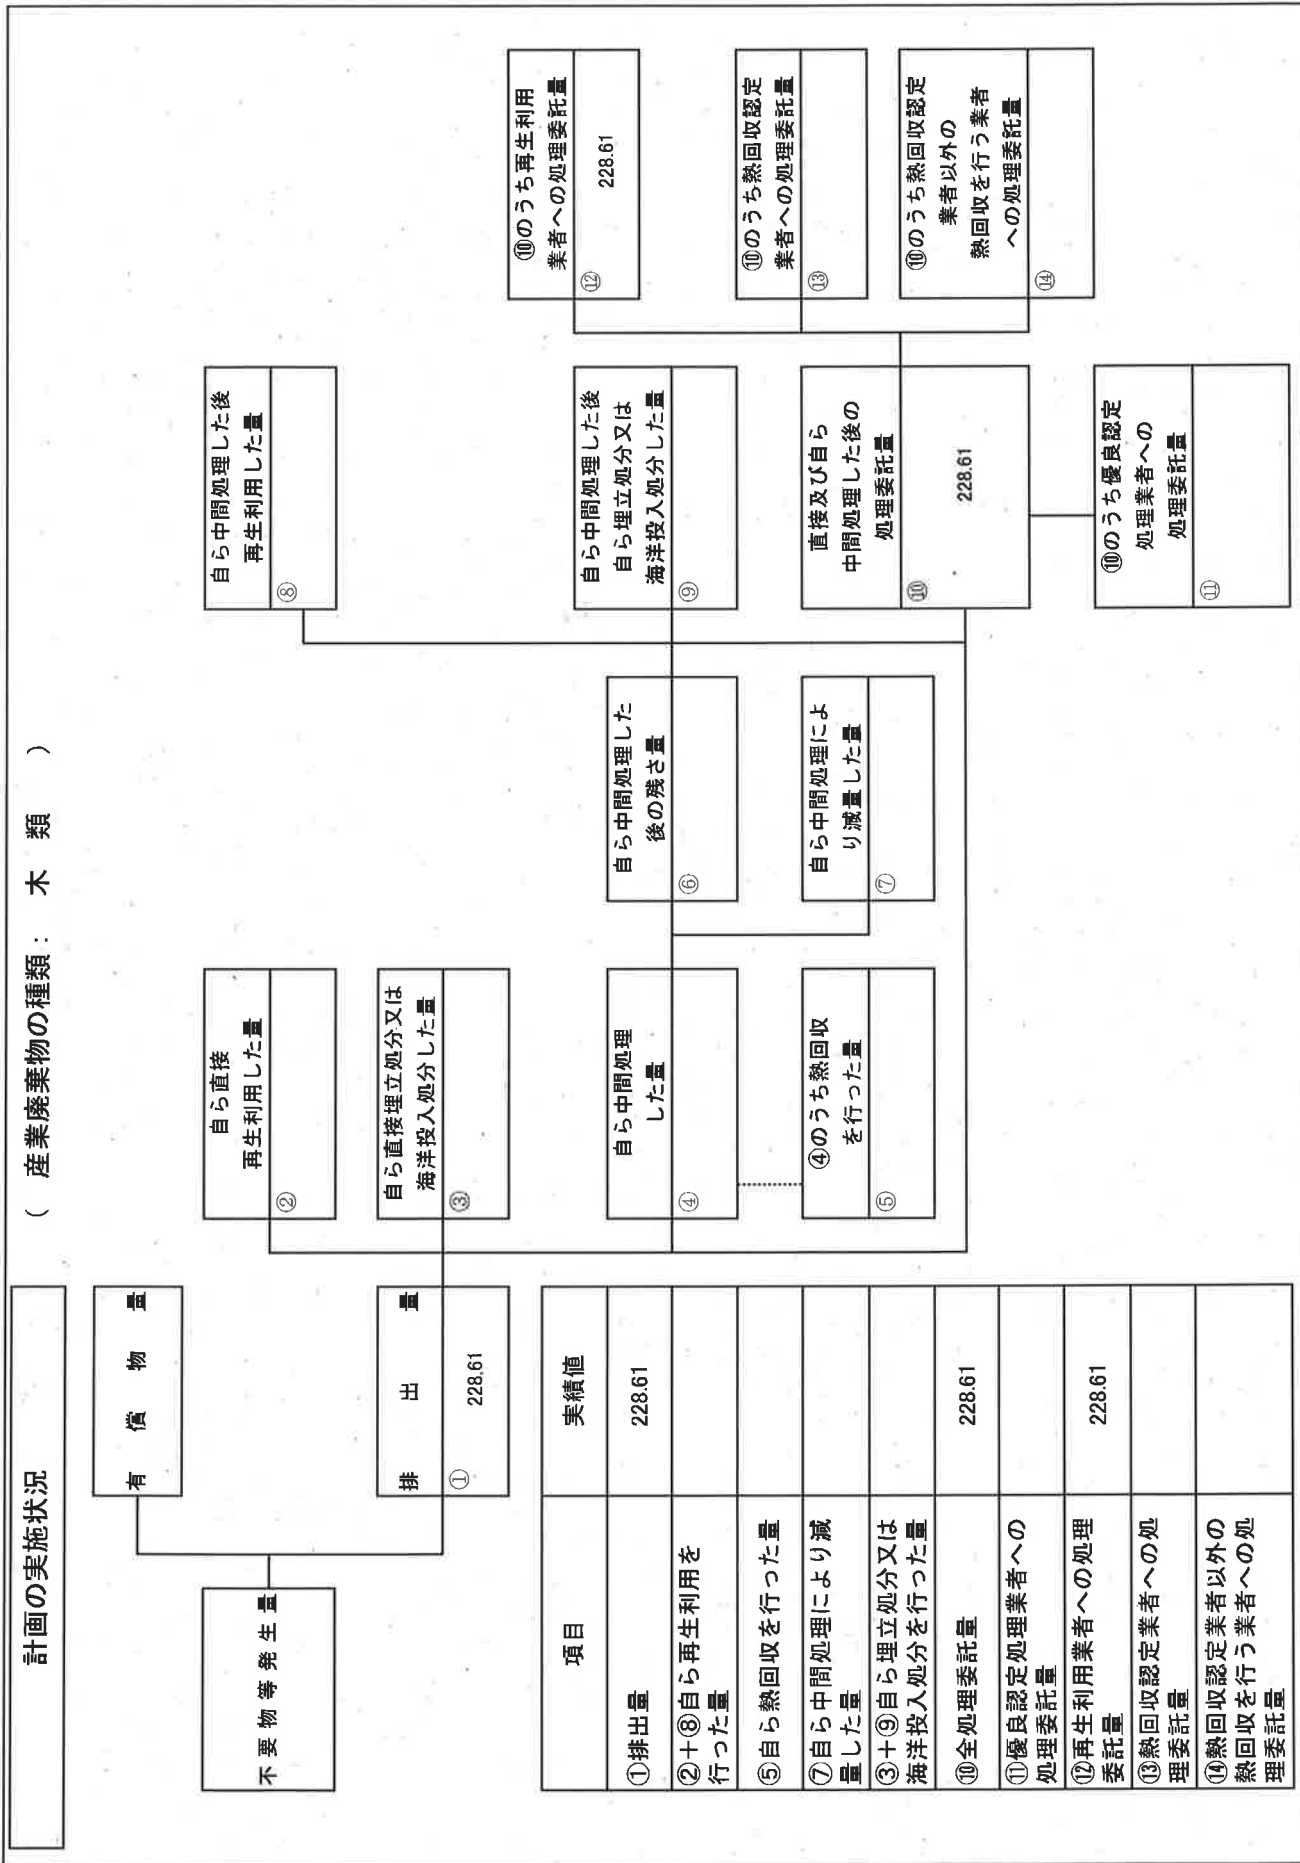 計画の実施状況
（　産業廃棄物の種類：　木　類　）
不要物等発生量
有償物量
排出量
①
228.61
自ら直接
再生利用した量
②
自ら直接埋立処分又は
海洋投入処分した量
③
自ら中間処理
した量
④
④のうち熱回収
を行った量
⑤
自ら中間処理した
後の残さ量
⑥
自ら中間処理によ
り減量した量
⑦
自ら中間処理した後
再生利用した量
⑧
自ら中間処理した後
自ら埋立処分又は
海洋投入処分した量
⑨
直接及び自ら
中間処理した後の
処理委託量
⑩
228.61
⑩のうち優良認定
処理業者への
処理委託量
⑪
⑩のうち再生利用
業者への処理委託量
⑫
228.61
⑩のうち熱回収認定
業者への処理委託量
⑬
⑩のうち熱回収認定
業者以外の
熱回収を行う業者
への処理委託量
⑭
項目　実績値
①排出量　228.61
②＋⑧自ら再生利用を
行った量
⑤自ら熱回収を行った量
⑦自ら中間処理により減
量した量
③＋⑨自ら埋立処分又は
海洋投入処分を行った量
⑩全処理委託量　228.61
⑪優良認定処理業者への
処理委託量
⑫再生利用業者への処理
委託量　228.61
⑬熱回収認定業者への処
理委託量
⑭熱回収認定業者以外の
熱回収を行う業者への処
理委託量